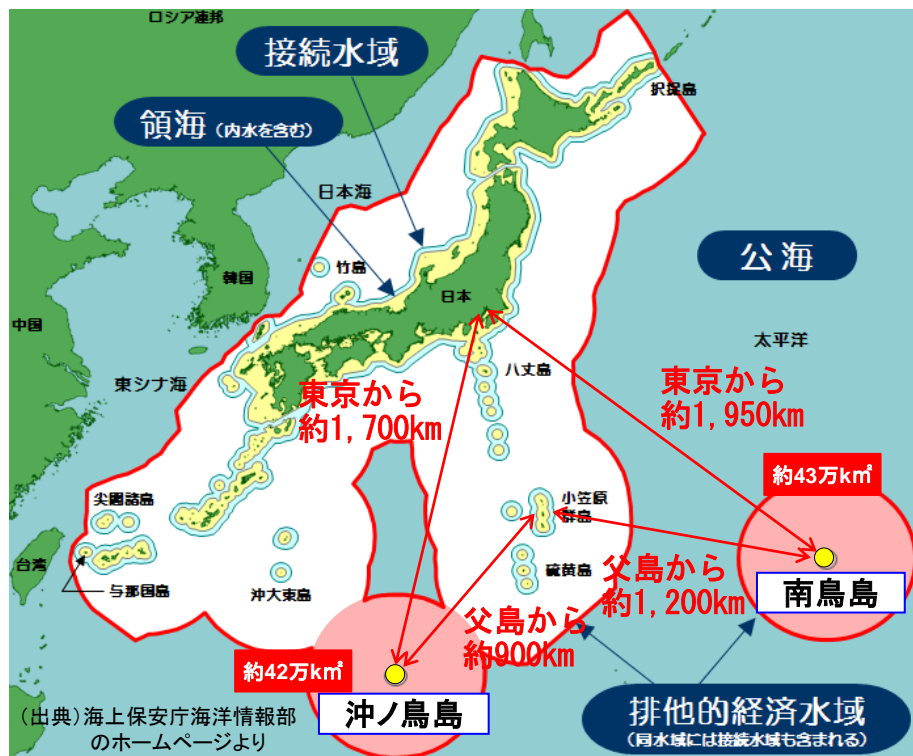 ロシア連邦
接続水域
択捉島
領海(内水を含む)
日本海
竹島
公海
韓国
日本
中国
太平洋
八丈島
東シナ海
東京から
約1,700km
東京から
約1,950km
約43万k㎡
尖閣諸島
小笠原
群島
台湾
与那国島
沖大東島
硫黄島
父島から
約1,200km
南鳥島
父島から
約900km
約42万k㎡
沖ノ鳥島
排他的経済水域
(同水域には接続水域も含まれる)
(出典)海上保安庁海洋情報部
のホームページより